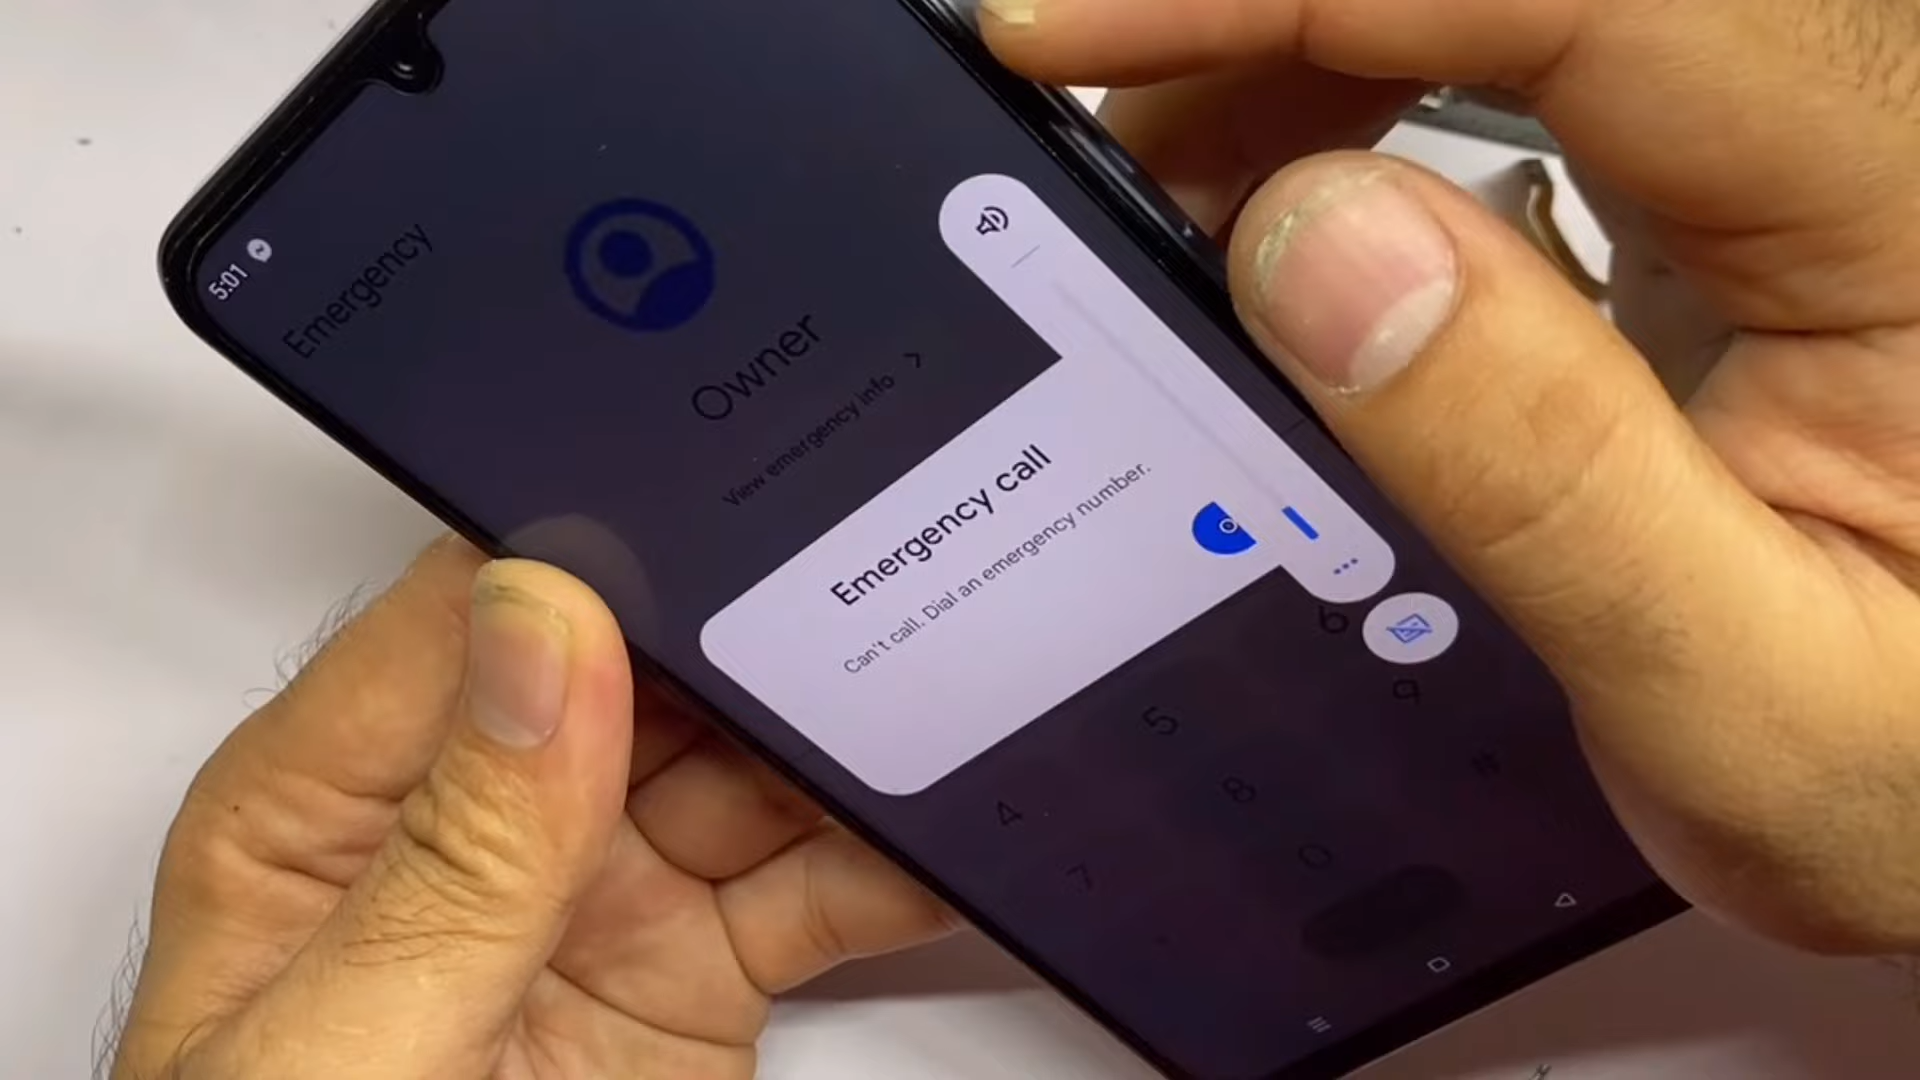 5:01
Emergency
Owner
View emergency info
Emergency call
Can't call. Dial an emergency number.
4 5 6
7 8 9
0 #